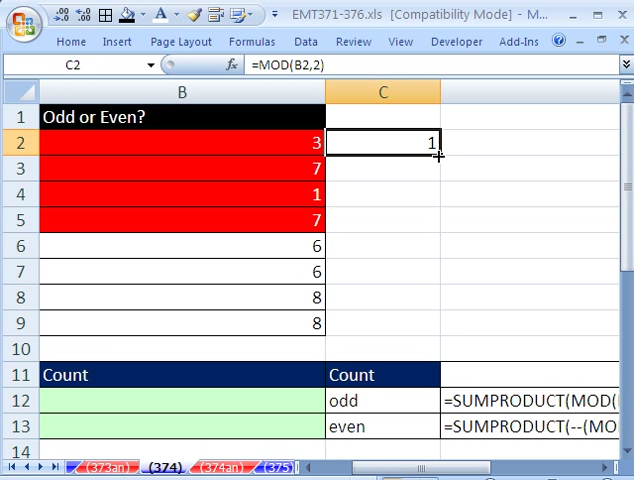 EMT371-376.xls [Compatibility Mode] - M...
Home Insert Page Layout Formulas Data Review View Developer Add-Ins
C2 fx =MOD(B2,2)
B C
1 Odd or Even?
2 3 1
3 7
4 1
5 7
6 6
7 6
8 8
9 8
10
11 Count Count
12 odd =SUMPRODUCT(MOD(
13 even =SUMPRODUCT(--(MO
14
(373an) (374) (374an) (375)